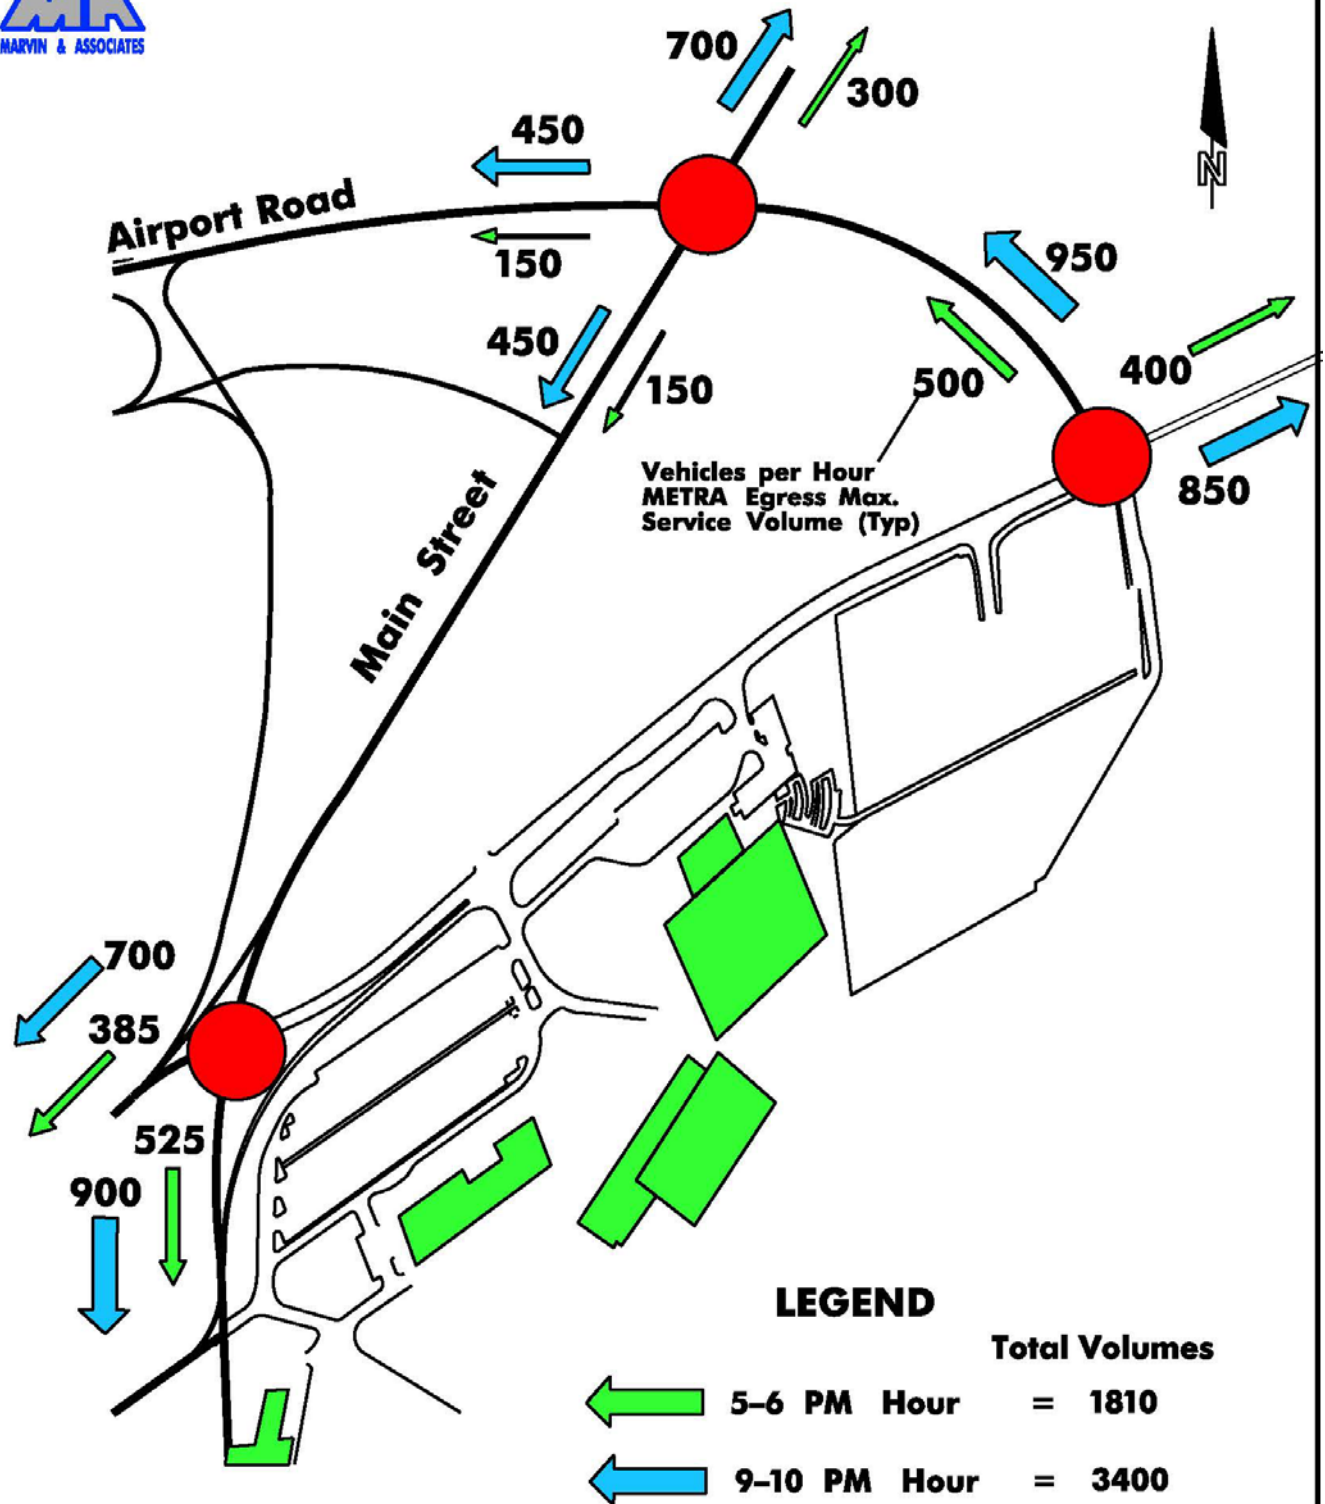 MARVIN & ASSOCIATES
700
300
450
N
Airport Road
150
950
450
150
500
400
850
Vehicles per Hour
METRA Egress Max.
Service Volume (Typ)
Main Street
700
385
525
900
LEGEND
Total Volumes
5-6 PM Hour = 1810
9-10 PM Hour = 3400